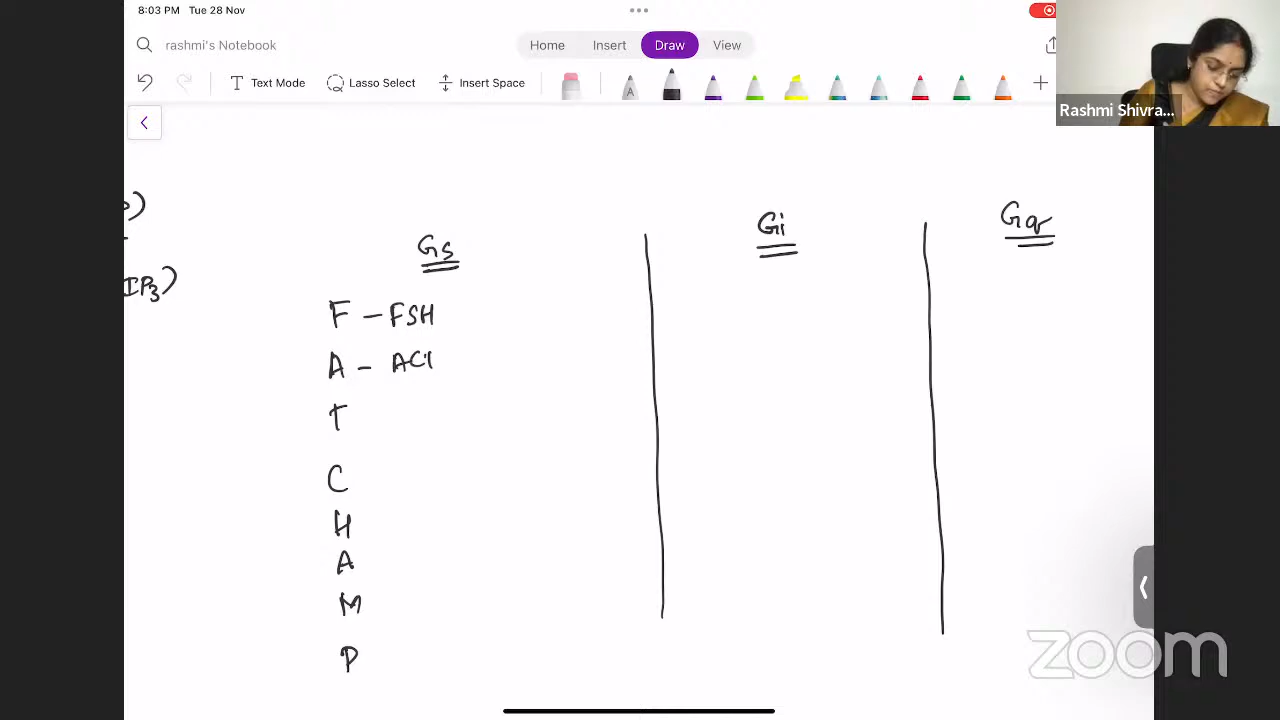 8:03 PM Tue 28 Nov
rashmi's Notebook
Home Insert Draw View
Text Mode Lasso Select Insert Space
A
Rashmi Shivra...
Gs Gi Gq
IP3)
F - FSH
A - ACT
T
C
H
A
M
P
zoom